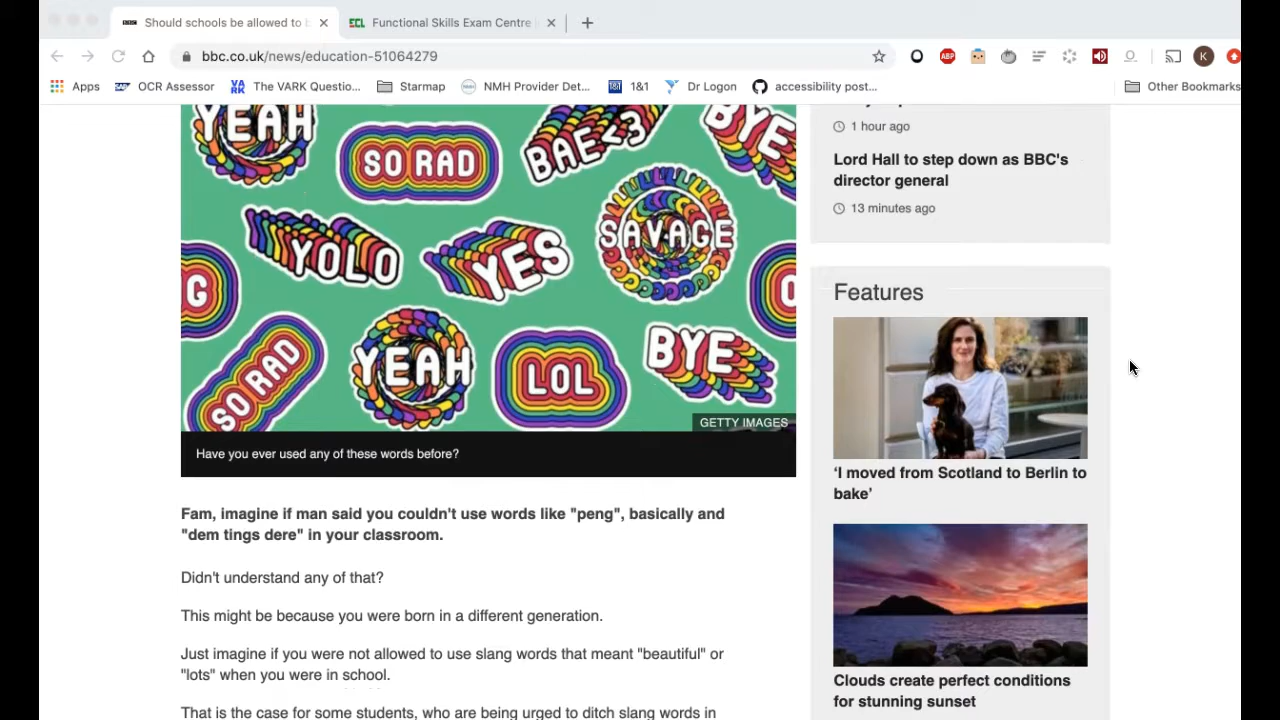 Should schools be allowed to b
Functional Skills Exam Centre
bbc.co.uk/news/education-51064279
ABP
K
Apps
OCR Assessor
The VARK Questio...
Starmap
NMH Provider Det...
1&1
Dr Logon
accessibility post...
Other Bookmarks
YEAH
SO RAD
BAE<3
BYE
YOLO
YES
SAVAGE
G
SO RAD
YEAH
LOL
BYE
GETTY IMAGES
Have you ever used any of these words before?
Fam, imagine if man said you couldn't use words like "peng", basically and
"dem tings dere" in your classroom.
Didn't understand any of that?
This might be because you were born in a different generation.
Just imagine if you were not allowed to use slang words that meant "beautiful" or
"lots" when you were in school.
That is the case for some students, who are being urged to ditch slang words in
1 hour ago
Lord Hall to step down as BBC's
director general
13 minutes ago
Features
‘I moved from Scotland to Berlin to
bake’
Clouds create perfect conditions
for stunning sunset